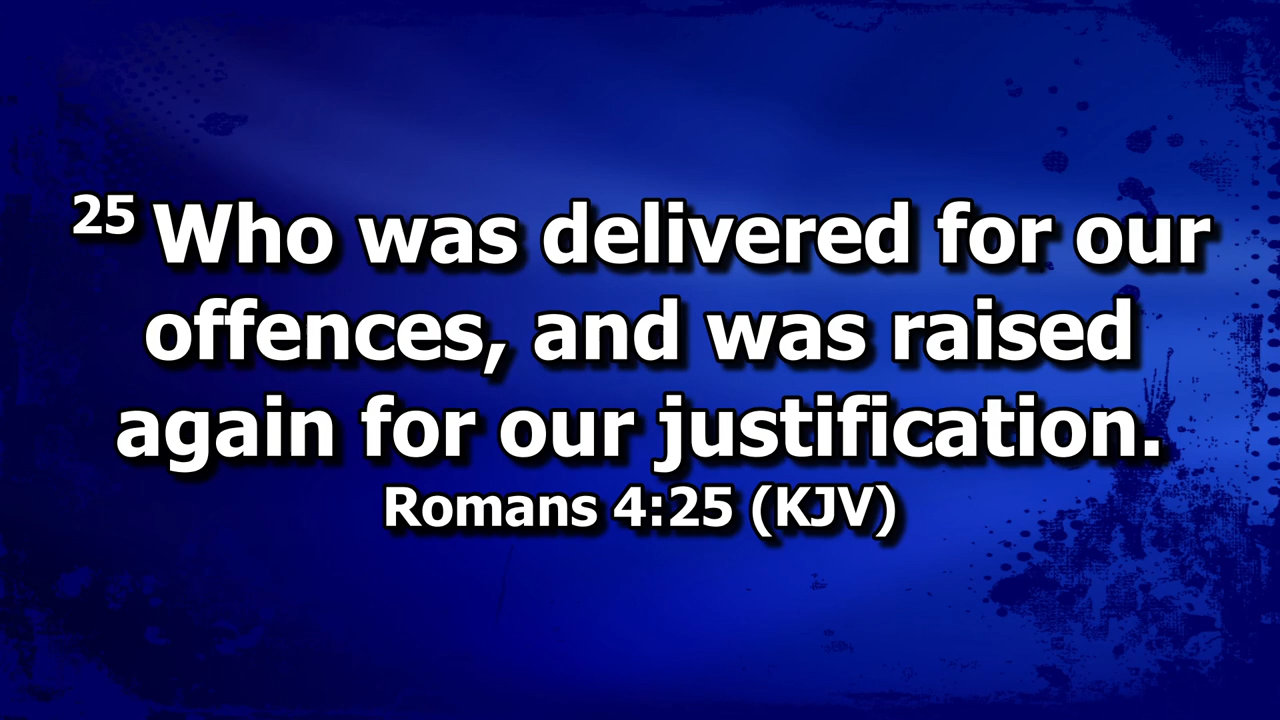 25 Who was delivered for our
offences, and was raised
again for our justification.
Romans 4:25 (KJV)